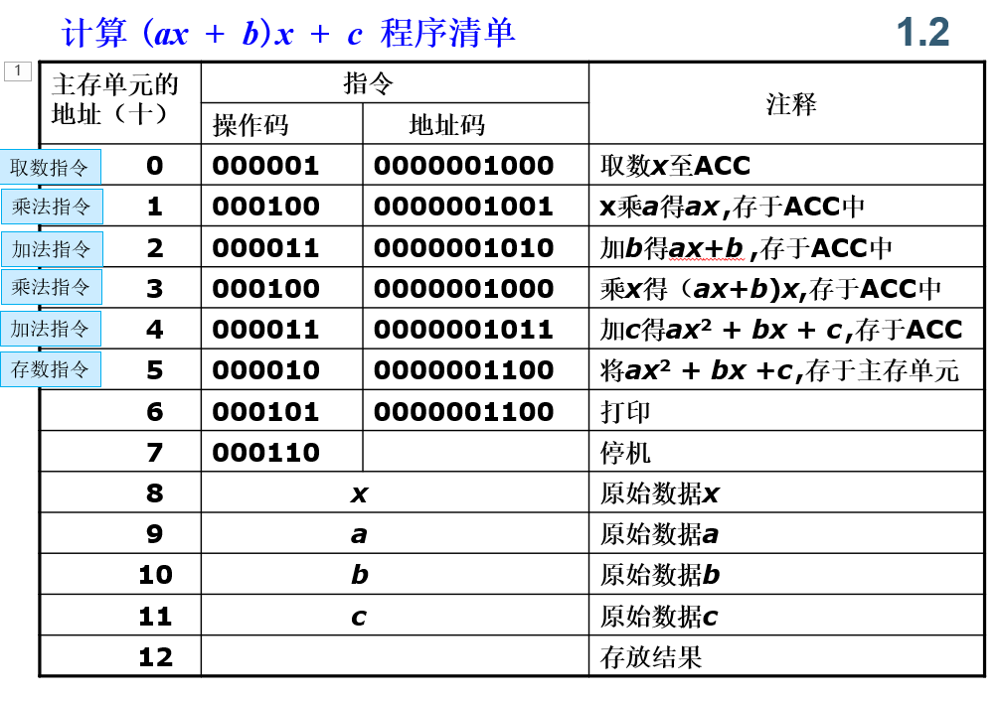 计算 (ax + b)x + c 程序清单
1.2
1
主存单元的
地址（十）
指令
注释
操作码 地址码
取数指令 0 000001 0000001000 取数x至ACC
乘法指令 1 000100 0000001001 x乘a得ax,存于ACC中
加法指令 2 000011 0000001010 加b得ax+b ,存于ACC中
乘法指令 3 000100 0000001000 乘x得（ax+b)x,存于ACC中
加法指令 4 000011 0000001011 加c得ax² + bx + c,存于ACC
存数指令 5 000010 0000001100 将ax² + bx +c,存于主存单元
6 000101 0000001100 打印
7 000110 停机
8 x 原始数据x
9 a 原始数据a
10 b 原始数据b
11 c 原始数据c
12 存放结果